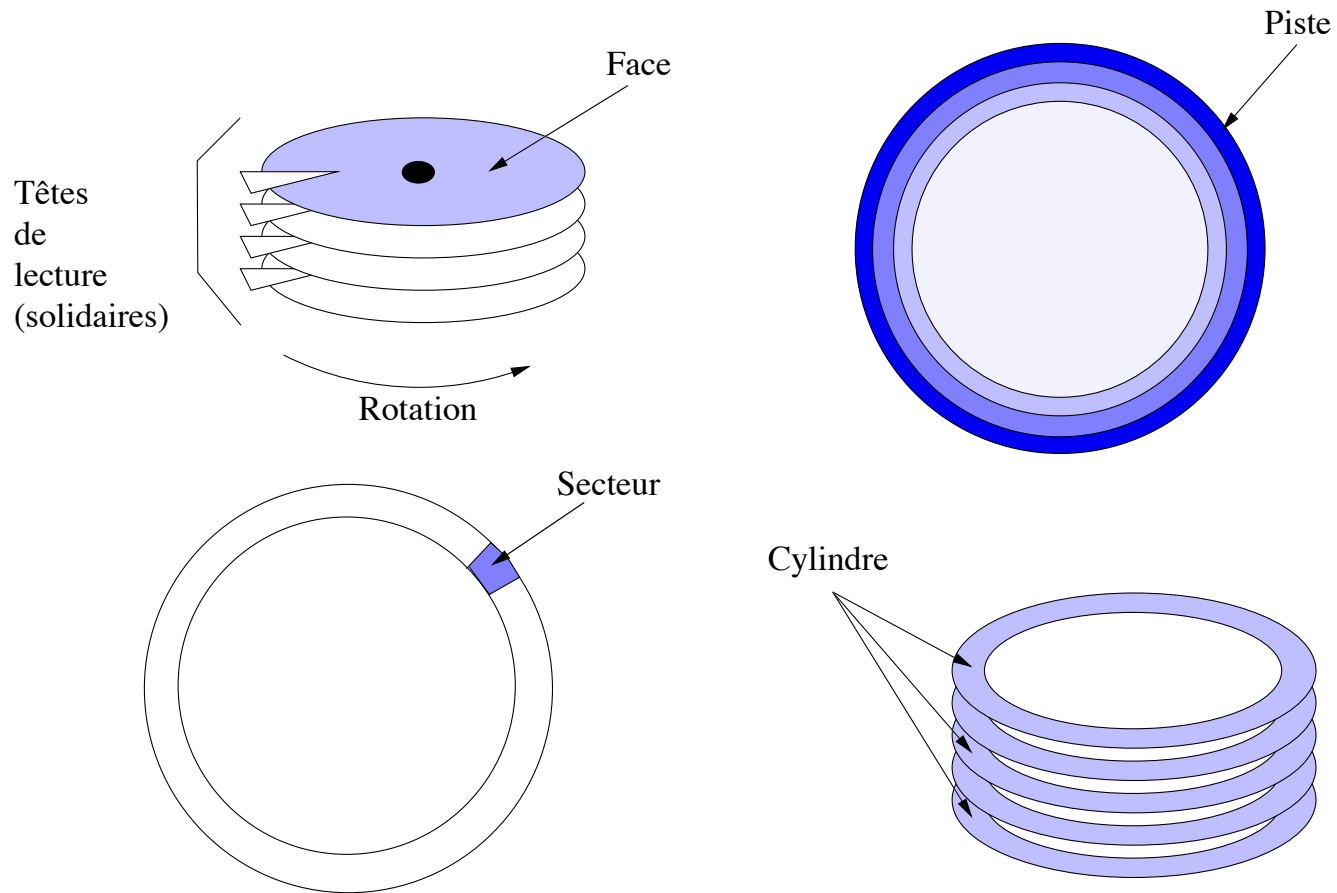 Face
Têtes
de
lecture
(solidaires)
Rotation
Piste
Secteur
Cylindre